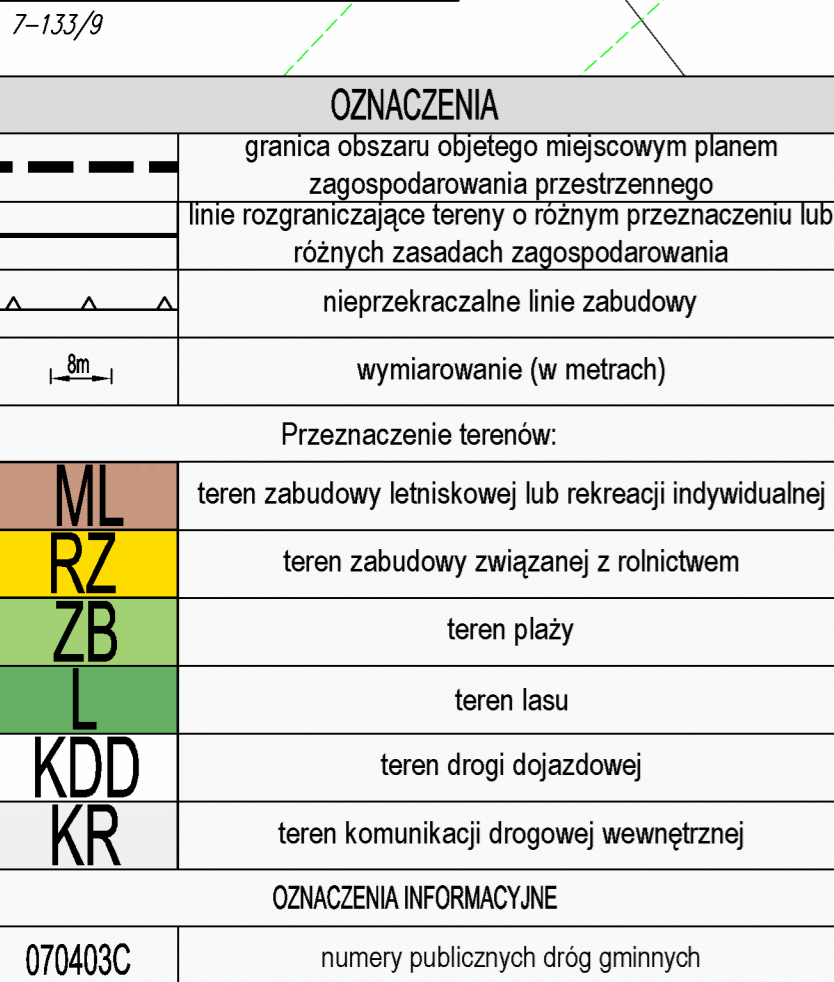 7-133/9
OZNACZENIA
granica obszaru objetego miejscowym planem
zagospodarowania przestrzennego
linie rozgraniczające tereny o różnym przeznaczeniu lub
różnych zasadach zagospodarowania
nieprzekraczalne linie zabudowy
8m
wymiarowanie (w metrach)
Przeznaczenie terenów:
ML
teren zabudowy letniskowej lub rekreacji indywidualnej
RZ
teren zabudowy związanej z rolnictwem
ZB
teren plaży
L
teren lasu
KDD
teren drogi dojazdowej
KR
teren komunikacji drogowej wewnętrznej
OZNACZENIA INFORMACYJNE
070403C
numery publicznych dróg gminnych